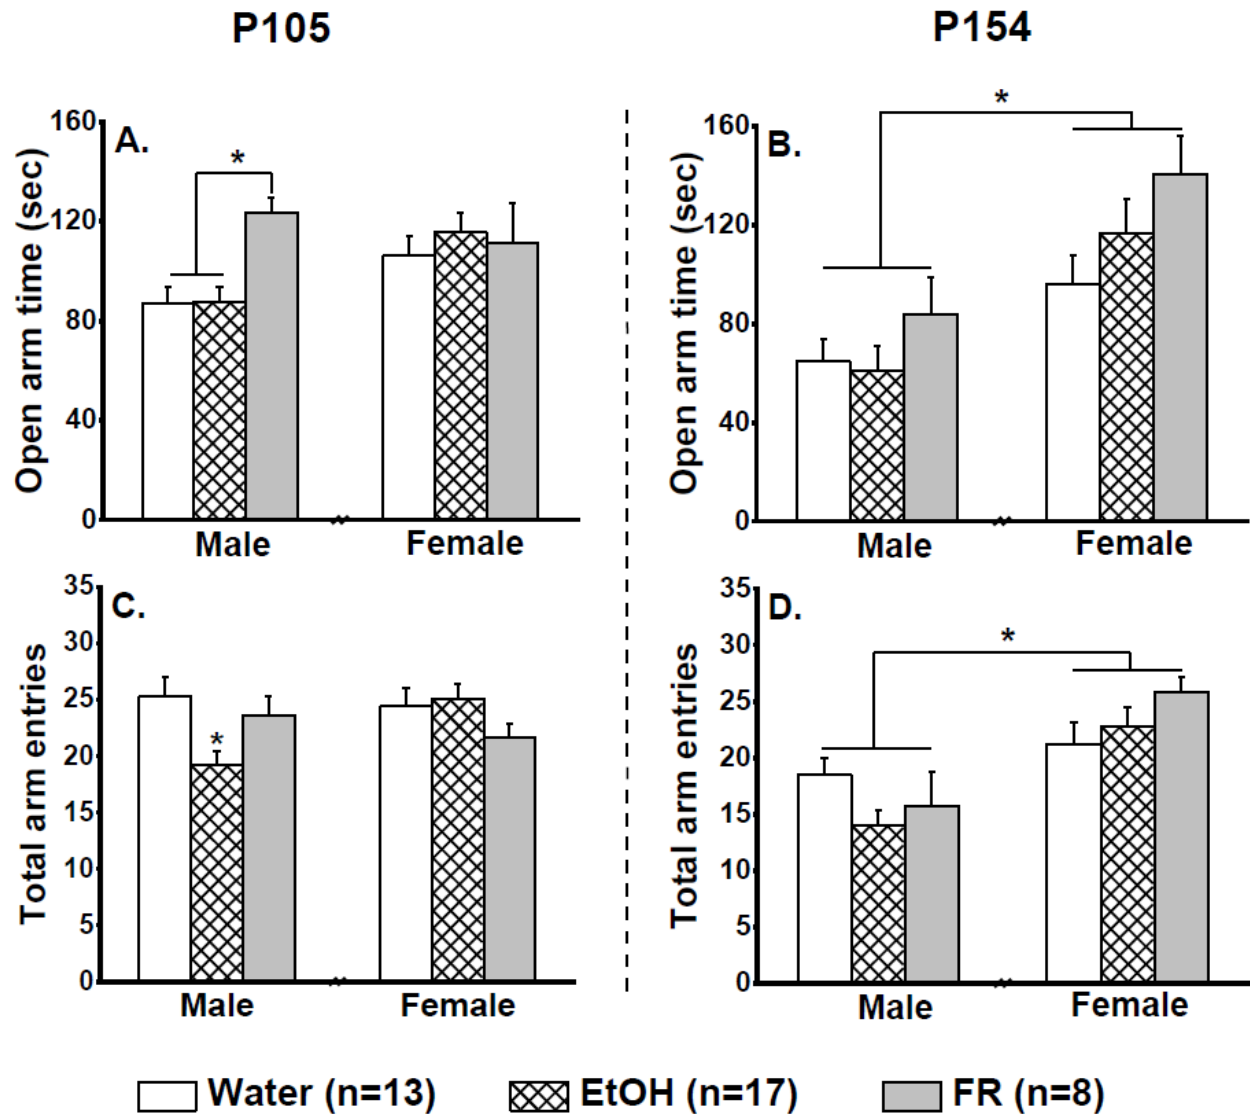 P105
P154
A.
Open arm time (sec)
160
120
80
40
0
*
Male
Female
B.
Open arm time (sec)
160
120
80
40
0
*
Male
Female
C.
Total arm entries
35
30
25
20
15
10
5
0
*
Male
Female
D.
Total arm entries
35
30
25
20
15
10
5
0
*
Male
Female
Water (n=13)
EtOH (n=17)
FR (n=8)